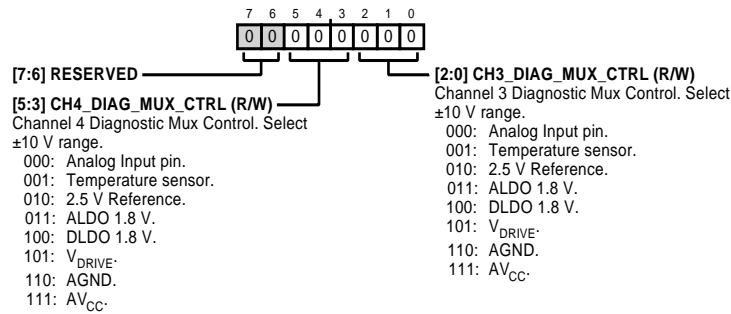 7 6 5 4 3 2 1 0
0 0 0 0 0 0 0 0
[7:6] RESERVED
[5:3] CH4_DIAG_MUX_CTRL (R/W)
Channel 4 Diagnostic Mux Control. Select
±10 V range.
000: Analog Input pin.
001: Temperature sensor.
010: 2.5 V Reference.
011: ALDO 1.8 V.
100: DLDO 1.8 V.
101: VDRIVE.
110: AGND.
111: AVCC.
[2:0] CH3_DIAG_MUX_CTRL (R/W)
Channel 3 Diagnostic Mux Control. Select
±10 V range.
000: Analog Input pin.
001: Temperature sensor.
010: 2.5 V Reference.
011: ALDO 1.8 V.
100: DLDO 1.8 V.
101: VDRIVE.
110: AGND.
111: AVCC.